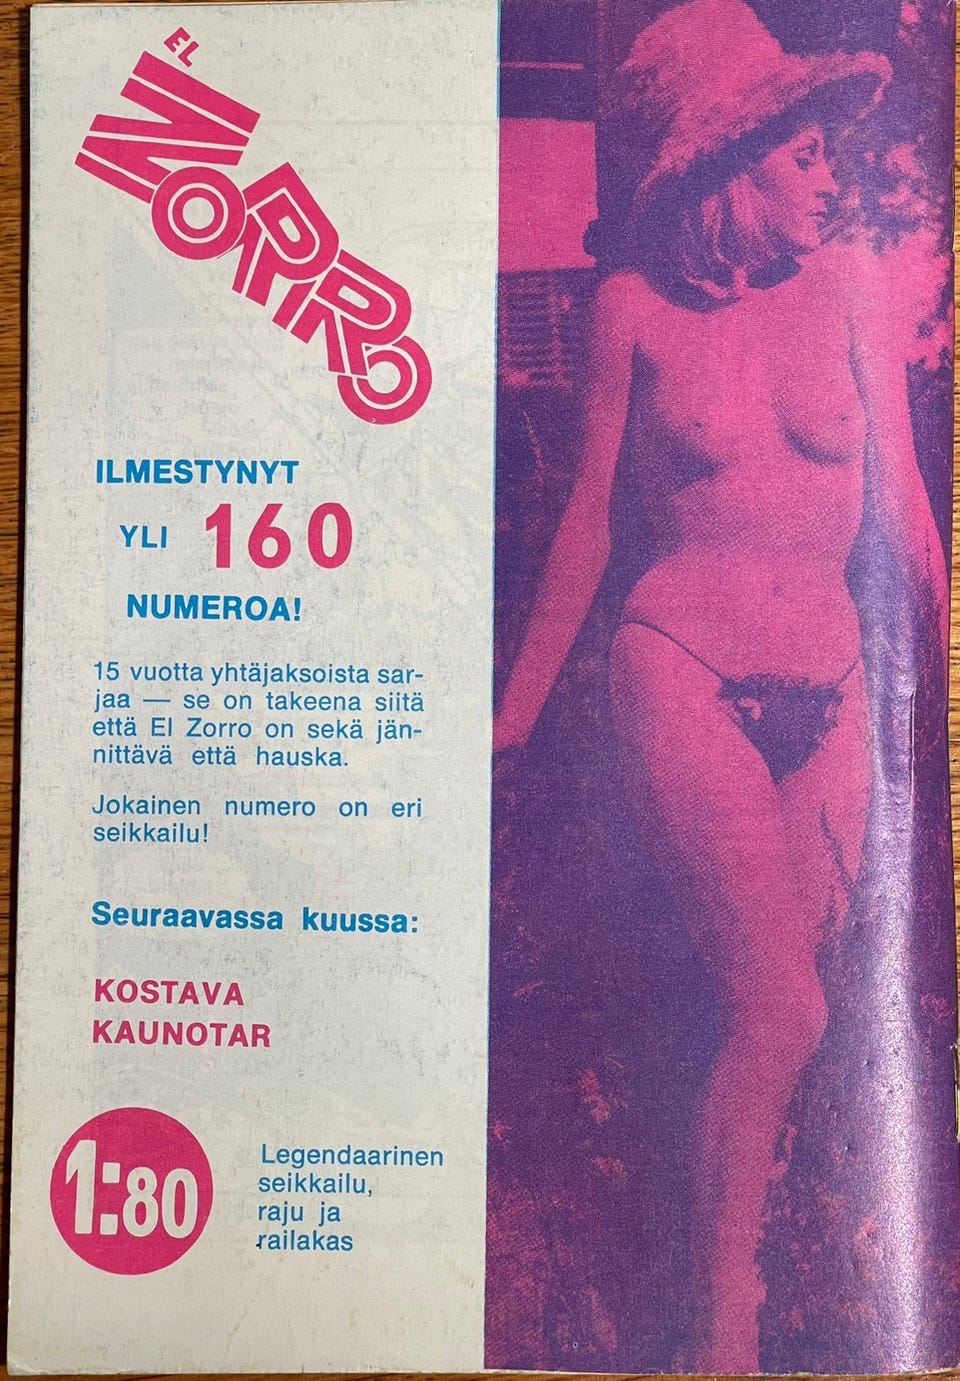 EL
ZORRO
ILMESTYNYT
YLI 160
NUMEROA!
15 vuotta yhtäjaksoista sar-
jaa — se on takeena siitä
että El Zorro on sekä jän-
nittävä että hauska.
Jokainen numero on eri
seikkailu!
Seuraavassa kuussa:
KOSTAVA
KAUNOTAR
1:80
Legendaarinen
seikkailu,
raju ja
railakas